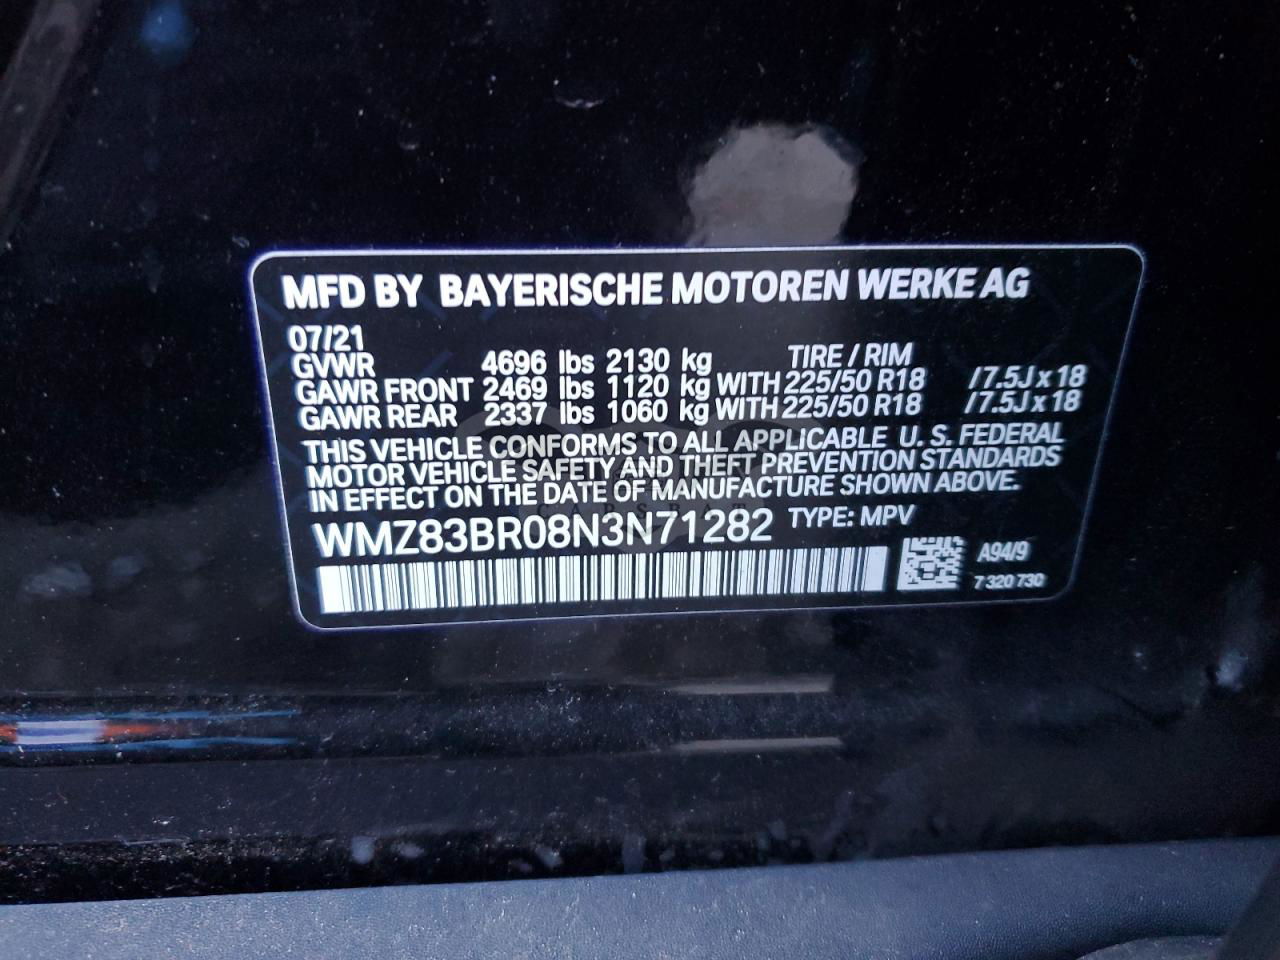 MFD BY BAYERISCHE MOTOREN WERKE AG
07/21
GVWR 4696 lbs 2130 kg TIRE / RIM
GAWR FRONT 2469 lbs 1120 kg WITH 225/50 R18 /7.5J x 18
GAWR REAR 2337 lbs 1060 kg WITH 225/50 R18 /7.5J x 18
THIS VEHICLE CONFORMS TO ALL APPLICABLE U. S. FEDERAL
MOTOR VEHICLE SAFETY AND THEFT PREVENTION STANDARDS
IN EFFECT ON THE DATE OF MANUFACTURE SHOWN ABOVE.
WMZ83BR08N3N71282 TYPE: MPV
A94/9
7 320 730